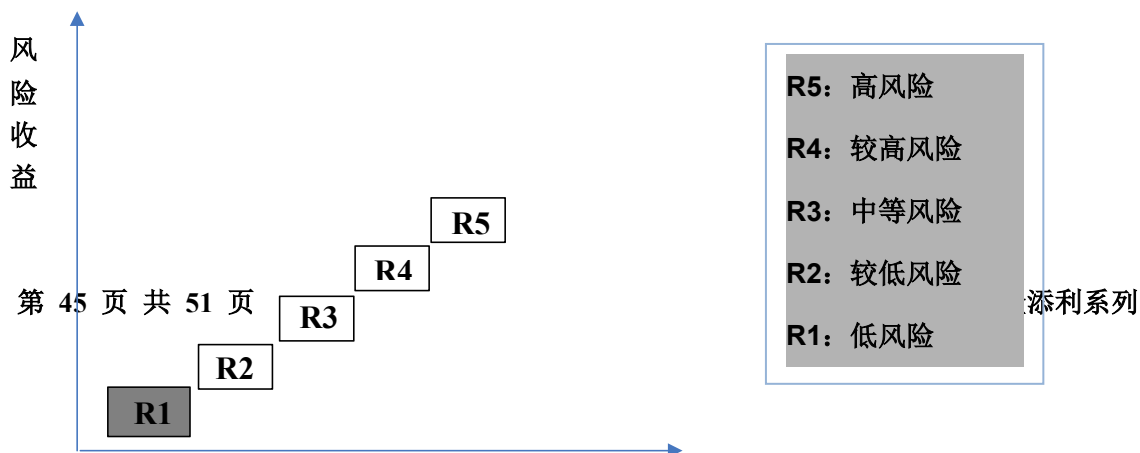 风
险
收
益
R5
R4
R3
R2
R1
第 45 页 共 51 页
R5：高风险
R4：较高风险
R3：中等风险
R2：较低风险
R1：低风险
添利系列